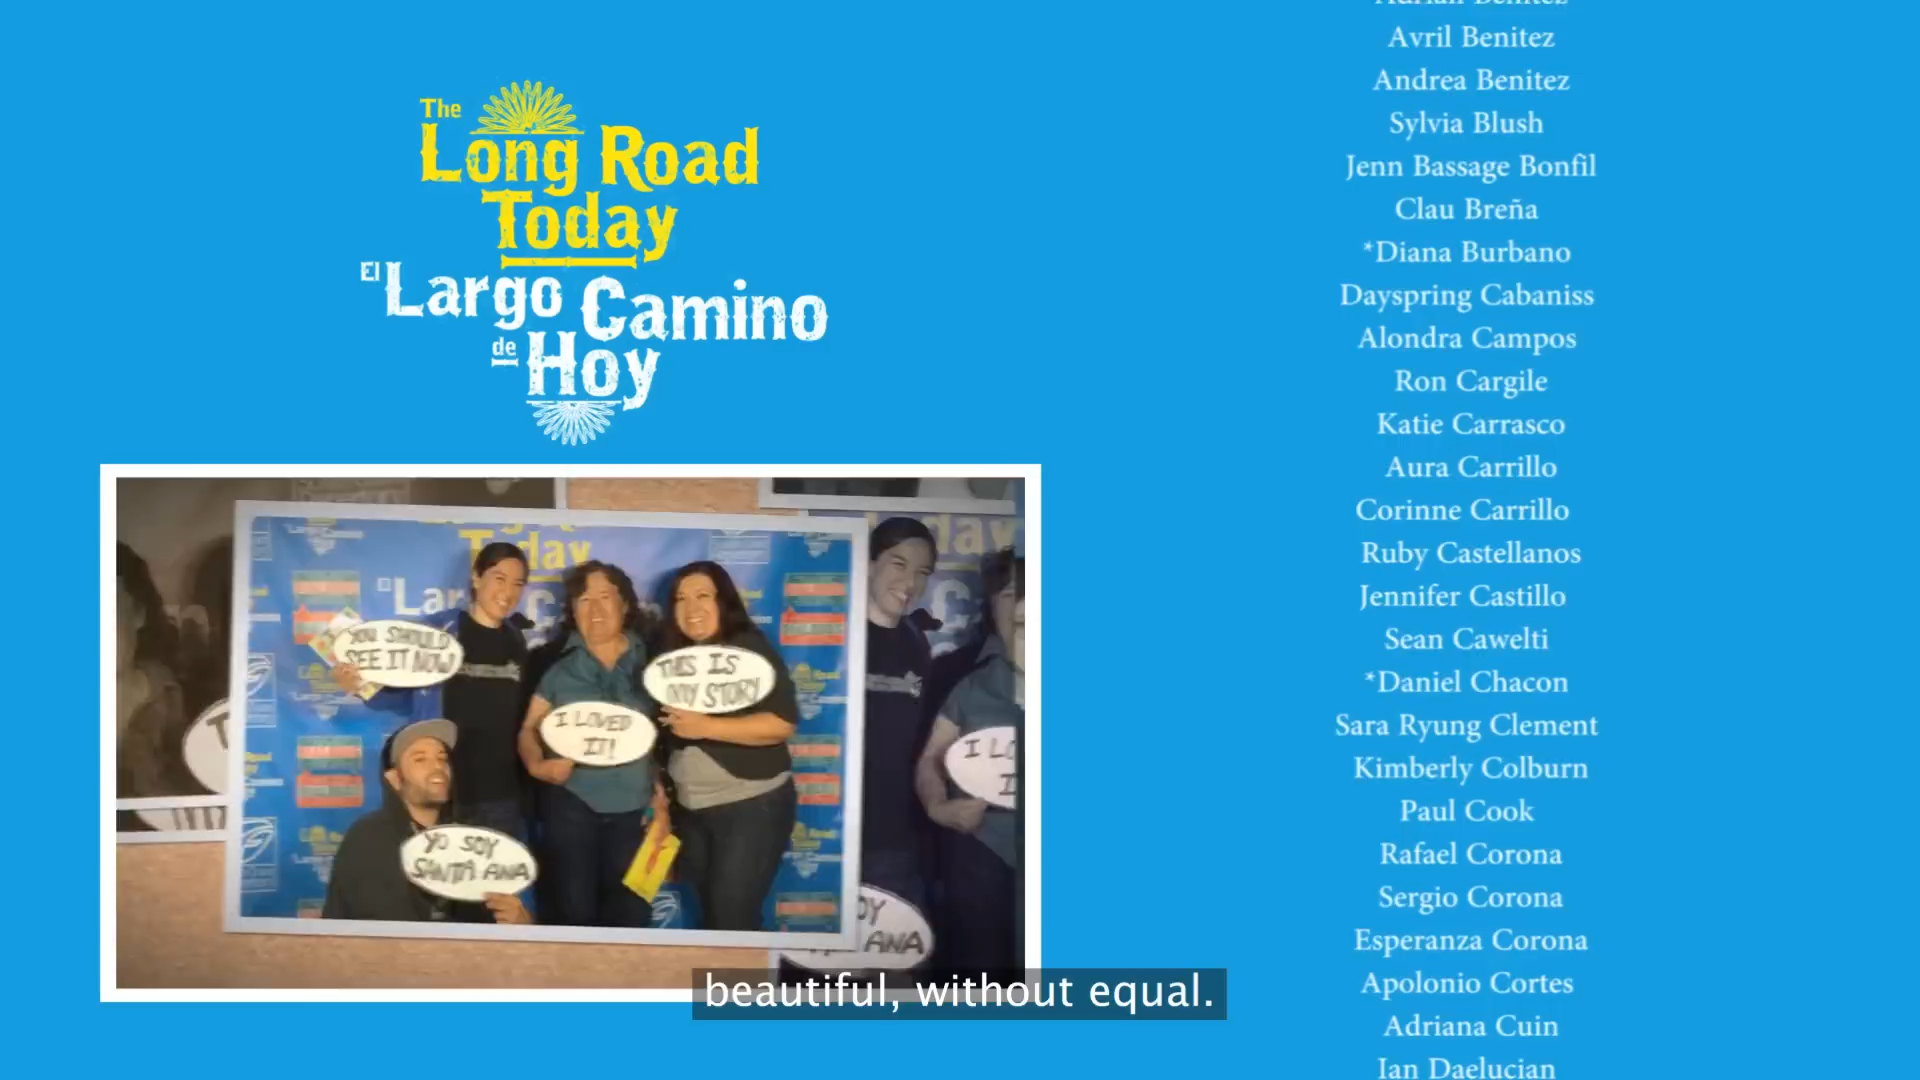 The
Long Road
Today
El
Largo Camino
de Hoy
Today
YOU SHOULD
SEE IT NOW
I LOVED
IT!
THIS IS
MY STORY
YO SOY
SANTA ANA
ANA
beautiful, without equal.
Adrian Benitez
Avril Benitez
Andrea Benitez
Sylvia Blush
Jenn Bassage Bonfil
Clau Breña
*Diana Burbano
Dayspring Cabaniss
Alondra Campos
Ron Cargile
Katie Carrasco
Aura Carrillo
Corinne Carrillo
Ruby Castellanos
Jennifer Castillo
Sean Cawelti
*Daniel Chacon
Sara Ryung Clement
Kimberly Colburn
Paul Cook
Rafael Corona
Sergio Corona
Esperanza Corona
Apolonio Cortes
Adriana Cuin
Ian Daelucian